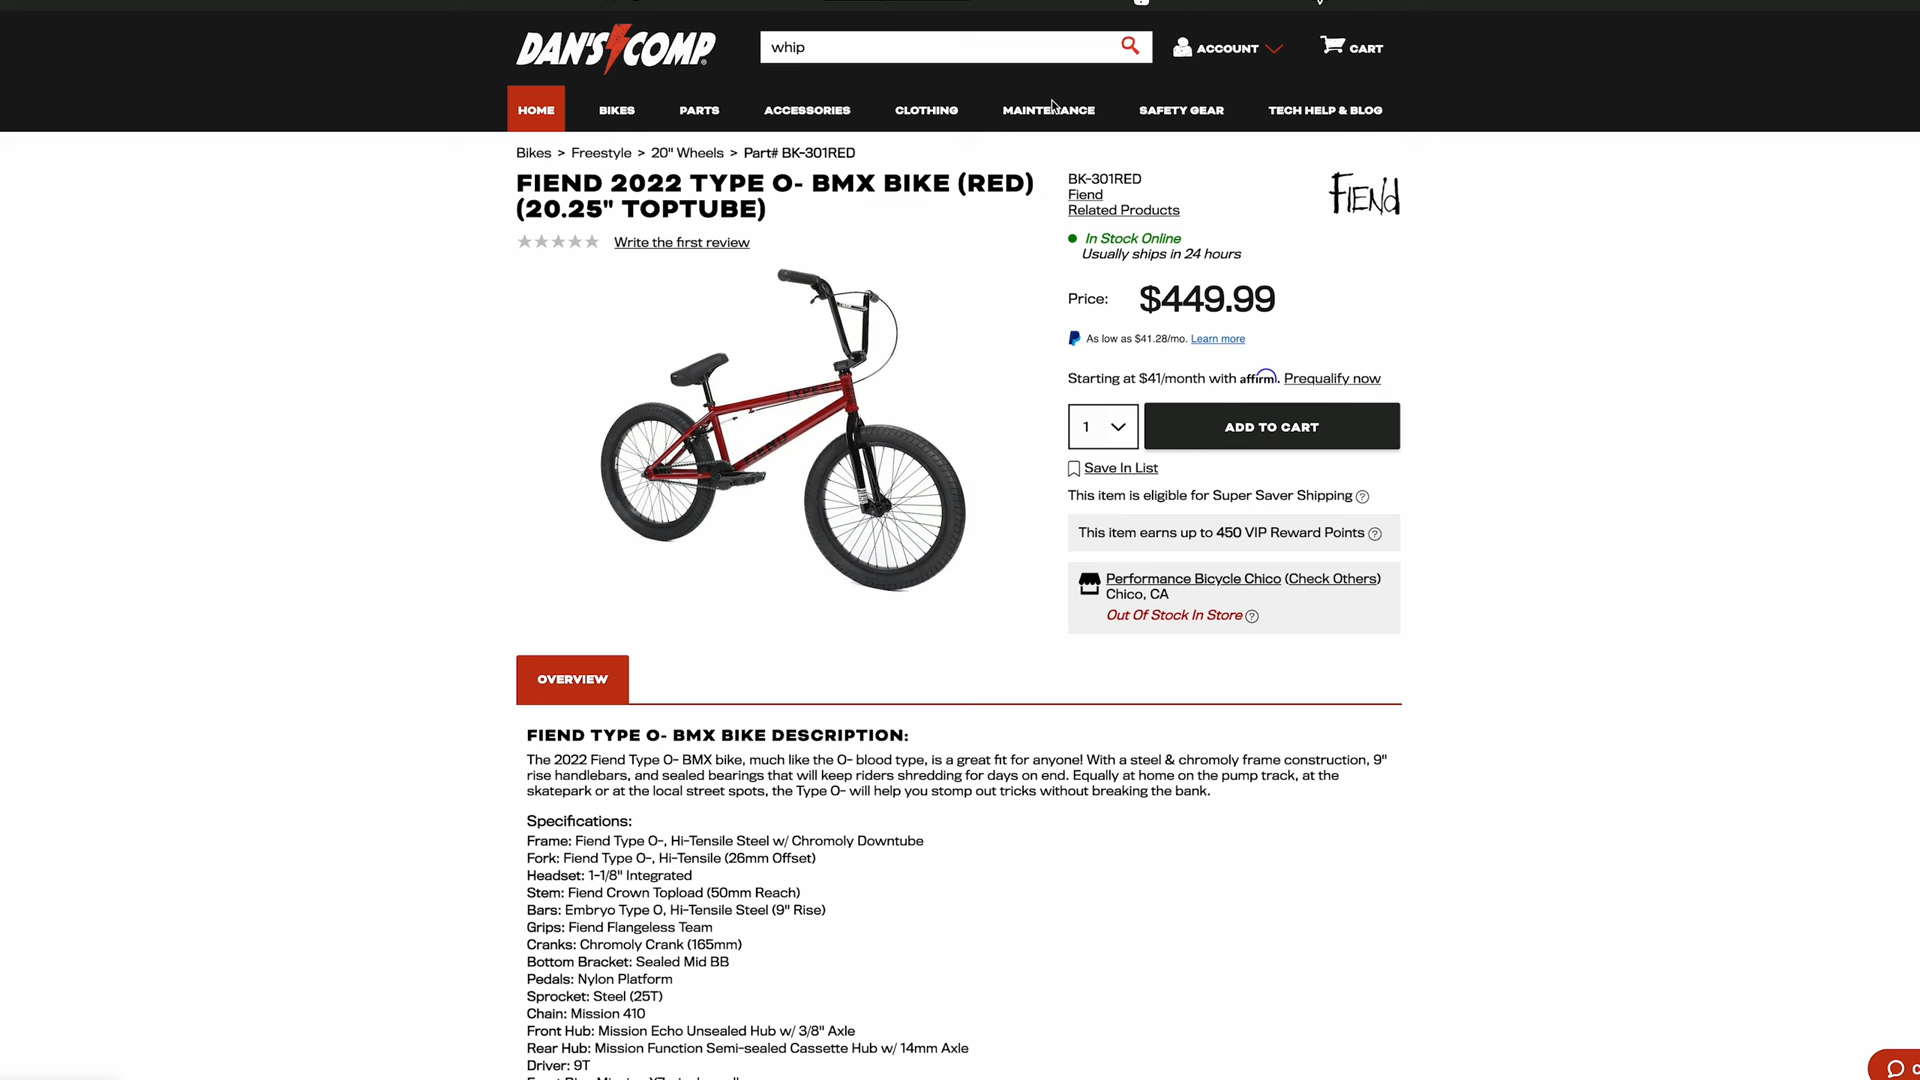 DAN'S COMP
whip
ACCOUNT
CART
HOME
BIKES
PARTS
ACCESSORIES
CLOTHING
MAINTENANCE
SAFETY GEAR
TECH HELP & BLOG
Bikes > Freestyle > 20" Wheels > Part# BK-301RED
FIEND 2022 TYPE O- BMX BIKE (RED)
(20.25" TOPTUBE)
Write the first review
BK-301RED
Fiend
Related Products
FIEND
In Stock Online
Usually ships in 24 hours
Price: $449.99
As low as $41.28/mo. Learn more
Starting at $41/month with affirm. Prequalify now
1
ADD TO CART
Save In List
This item is eligible for Super Saver Shipping ?
This item earns up to 450 VIP Reward Points ?
Performance Bicycle Chico (Check Others)
Chico, CA
Out Of Stock In Store ?
OVERVIEW
FIEND TYPE O- BMX BIKE DESCRIPTION:
The 2022 Fiend Type O- BMX bike, much like the O- blood type, is a great fit for anyone! With a steel & chromoly frame construction, 9"
rise handlebars, and sealed bearings that will keep riders shredding for days on end. Equally at home on the pump track, at the
skatepark or at the local street spots, the Type O- will help you stomp out tricks without breaking the bank.
Specifications:
Frame: Fiend Type O-, Hi-Tensile Steel w/ Chromoly Downtube
Fork: Fiend Type O-, Hi-Tensile (26mm Offset)
Headset: 1-1/8" Integrated
Stem: Fiend Crown Topload (50mm Reach)
Bars: Embryo Type O, Hi-Tensile Steel (9" Rise)
Grips: Fiend Flangeless Team
Cranks: Chromoly Crank (165mm)
Bottom Bracket: Sealed Mid BB
Pedals: Nylon Platform
Sprocket: Steel (25T)
Chain: Mission 410
Front Hub: Mission Echo Unsealed Hub w/ 3/8" Axle
Rear Hub: Mission Function Semi-sealed Cassette Hub w/ 14mm Axle
Driver: 9T